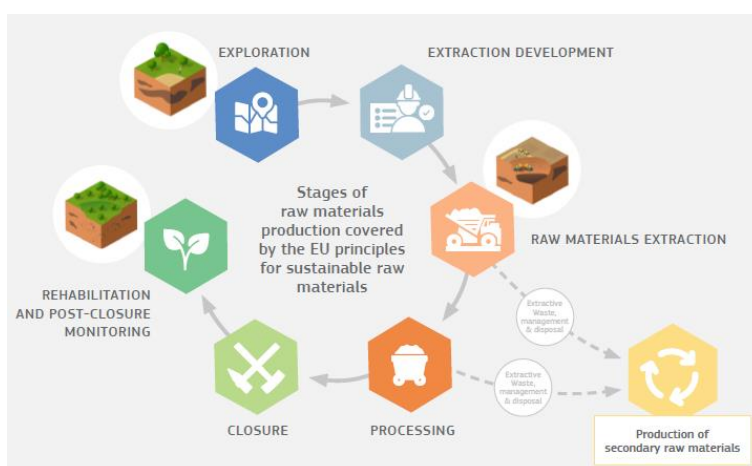 EXPLORATION
EXTRACTION DEVELOPMENT
Stages of
raw materials
production covered
by the EU principles
for sustainable raw
materials
RAW MATERIALS EXTRACTION
REHABILITATION
AND POST-CLOSURE
MONITORING
Extractive
Waste,
management
& disposal
Extractive
Waste,
management
& disposal
CLOSURE
PROCESSING
Production of
secondary raw materials